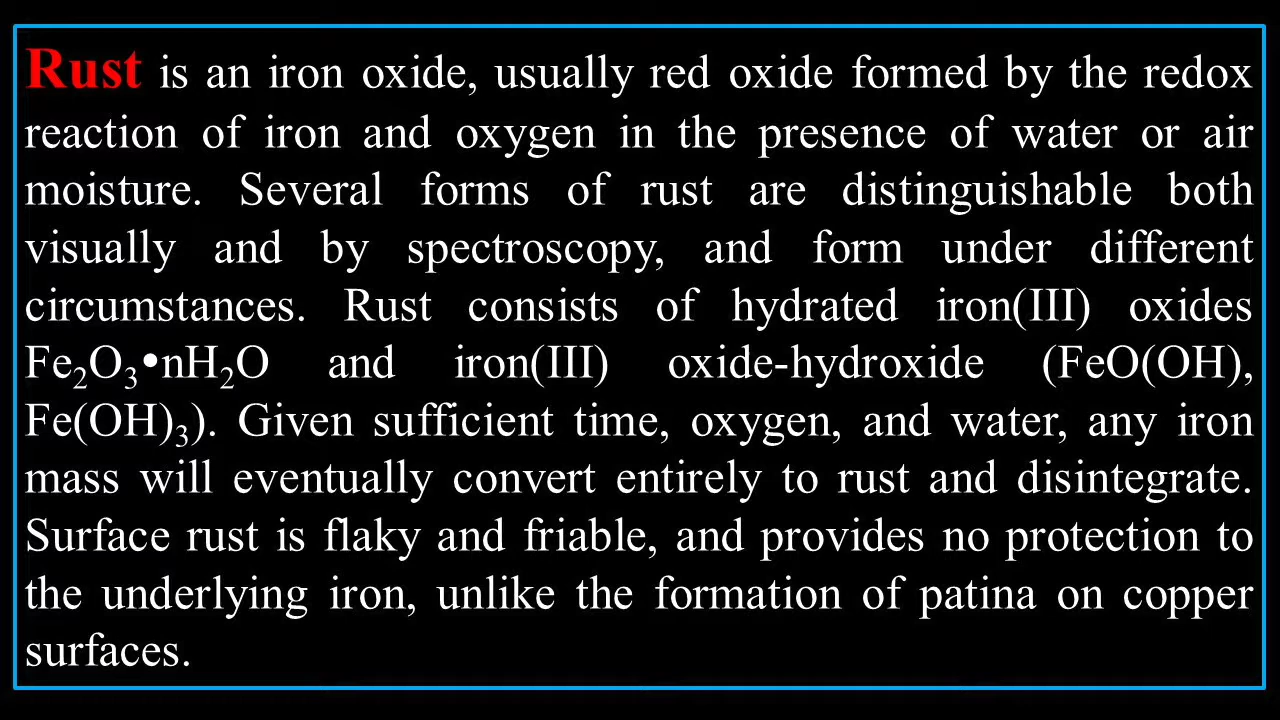 Rust is an iron oxide, usually red oxide formed by the redox
reaction of iron and oxygen in the presence of water or air
moisture. Several forms of rust are distinguishable both
visually and by spectroscopy, and form under different
circumstances. Rust consists of hydrated iron(III) oxides
Fe₂O₃•nH₂O and iron(III) oxide-hydroxide (FeO(OH),
Fe(OH)₃). Given sufficient time, oxygen, and water, any iron
mass will eventually convert entirely to rust and disintegrate.
Surface rust is flaky and friable, and provides no protection to
the underlying iron, unlike the formation of patina on copper
surfaces.